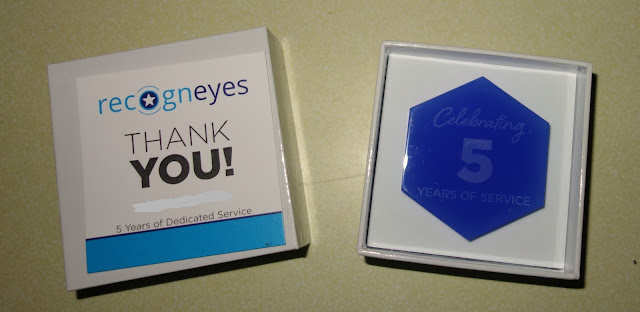 recogneyes
THANK
YOU!
5 Years of Dedicated Service
Celebrating
5
YEARS OF SERVICE